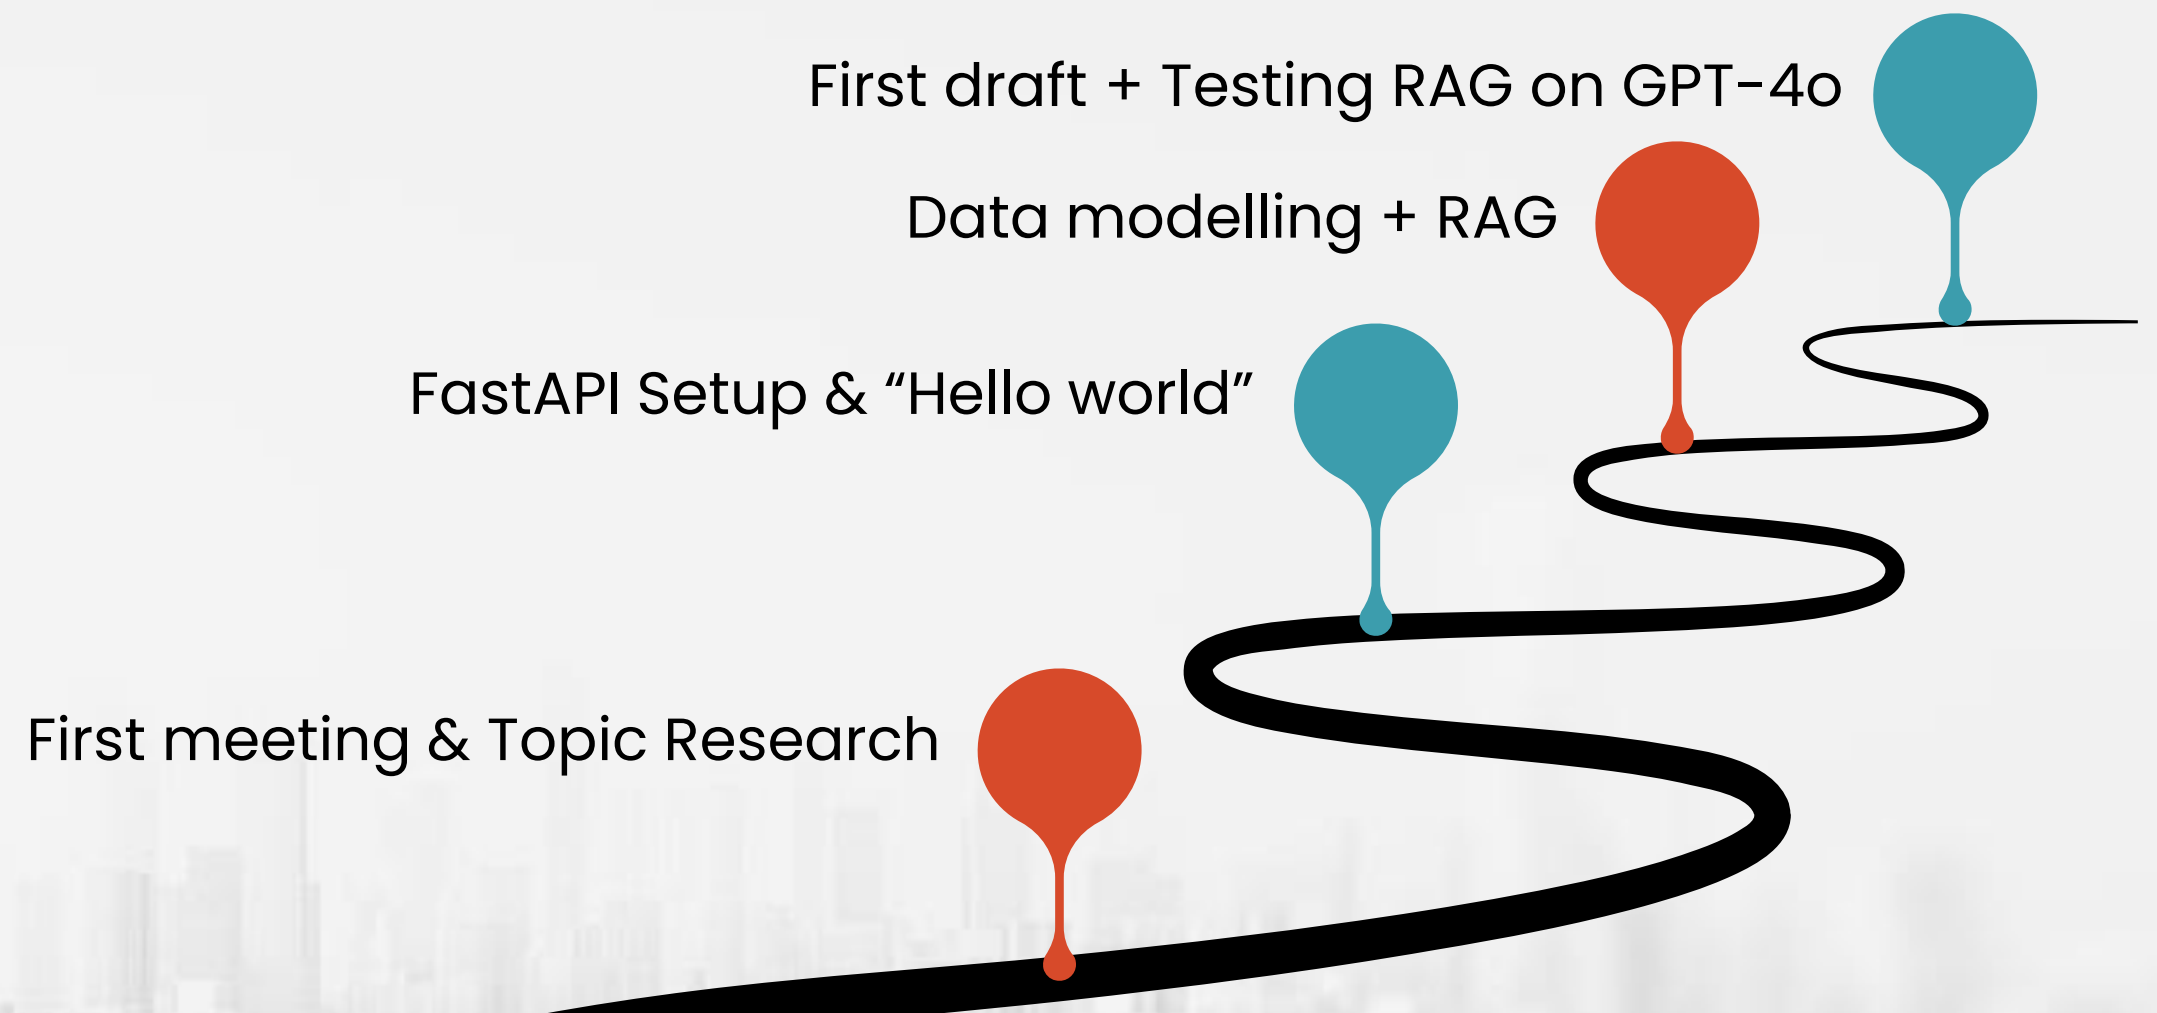 First draft + Testing RAG on GPT-4o
Data modelling + RAG
FastAPI Setup & “Hello world”
First meeting & Topic Research